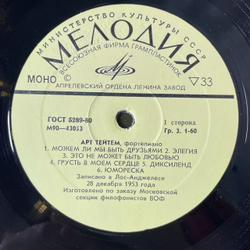 МИНИСТЕРСТВО КУЛЬТУРЫ СССР
МЕЛОДИЯ
ВСЕСОЮЗНАЯ ФИРМА ГРАМПЛАСТИНОК
МОНО
33
АПРЕЛЕВСКИЙ ОРДЕНА ЛЕНИНА ЗАВОД
ГОСТ 5289-80
М90—43053
1 сторона
Гр. 3. 1-60
АРТ ТЕЙТЕМ, фортепиано
1. МОЖЕМ ЛИ МЫ БЫТЬ ДРУЗЬЯМИ 2. ЭЛЕГИЯ
3. ЭТО НЕ МОЖЕТ БЫТЬ ЛЮБОВЬЮ
4. ГРУСТЬ В МОЕМ СЕРДЦЕ 5. ДИКСИЛЕНД
6. ЮМОРЕСКА
Записано в Лос-Анджелесе
28 декабря 1953 года
Изготовлено по заказу Московской
секции филофонистов ВОФ